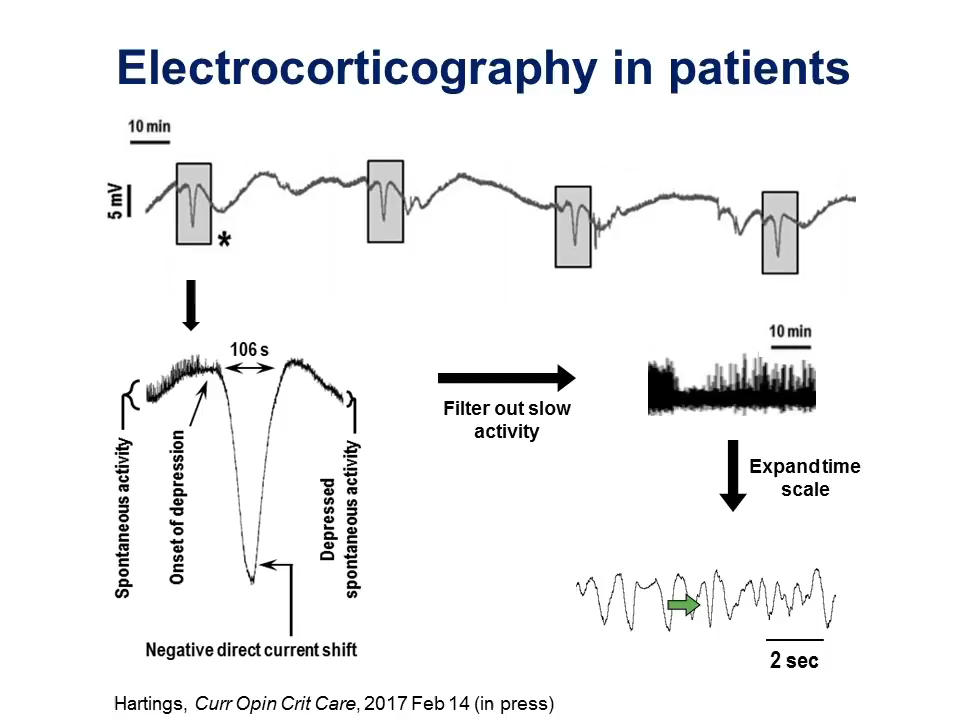 Electrocorticography in patients
10 min
5 mV
*
106 s
10 min
Filter out slow
activity
Spontaneous activity
Onset of depression
Depressed
spontaneous activity
Expand time
scale
Negative direct current shift
2 sec
Hartings, Curr Opin Crit Care, 2017 Feb 14 (in press)